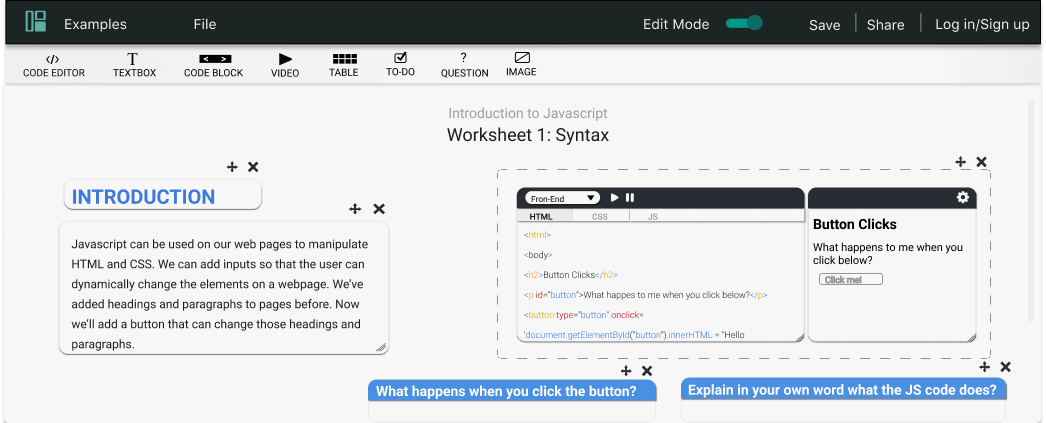 Examples
File
Edit Mode
Save
Share
Log in/Sign up
CODE EDITOR
T
TEXTBOX
CODE BLOCK
VIDEO
TABLE
TO-DO
?
QUESTION
IMAGE
Introduction to Javascript
Worksheet 1: Syntax
INTRODUCTION
Javascript can be used on our web pages to manipulate
HTML and CSS. We can add inputs so that the user can
dynamically change the elements on a webpage. We've
added headings and paragraphs to pages before. Now
we'll add a button that can change those headings and
paragraphs.
Fron-End
HTML CSS JS
<html>
<body>
<h2>Button Clicks</h2>
<p id="button">What happes to me when you click below?</p>
<button type="button" onclick=
'document.getElementById("button").innerHTML = "Hello
Button Clicks
What happens to me when you
click below?
Click me!
What happens when you click the button?
Explain in your own word what the JS code does?